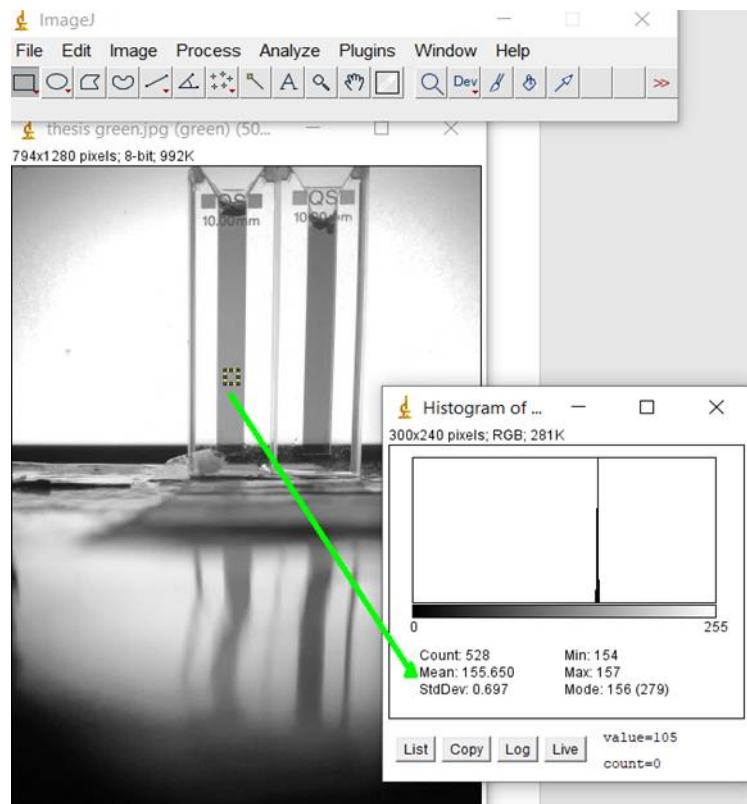 ImageJ
File Edit Image Process Analyze Plugins Window Help
A Dev >>
thesis green.jpg (green) (50...
794x1280 pixels; 8-bit; 992K
QS QS
10.00mm
Histogram of ...
300x240 pixels; RGB; 281K
0 255
Count: 528 Min: 154
Mean: 155.650 Max: 157
StdDev: 0.697 Mode: 156 (279)
List Copy Log Live value=105
count=0